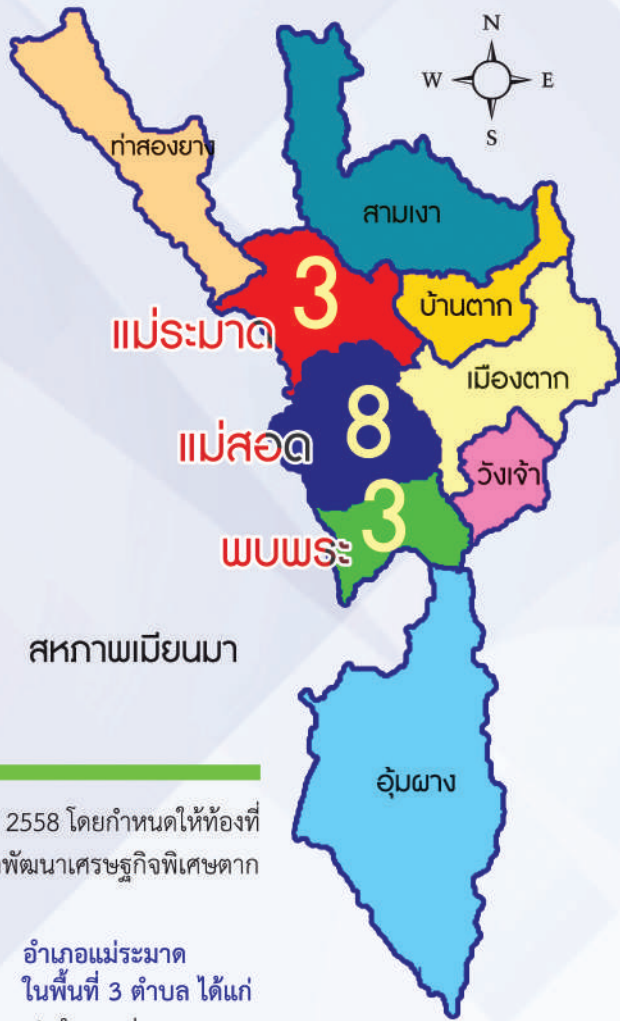 N
W E
S
ท่าสองยาง
สามเงา
3
บ้านตาก
แม่ระมาด
เมืองตาก
8
แม่สอด
วังเจ้า
3
พบพระ
สหภาพเมียนมา
อุ้มผาง
2558 โดยกำหนดให้ท้องที่
พัฒนาเศรษฐกิจพิเศษตาก
อำเภอแม่ระมาด
ในพื้นที่ 3 ตำบล ได้แก่